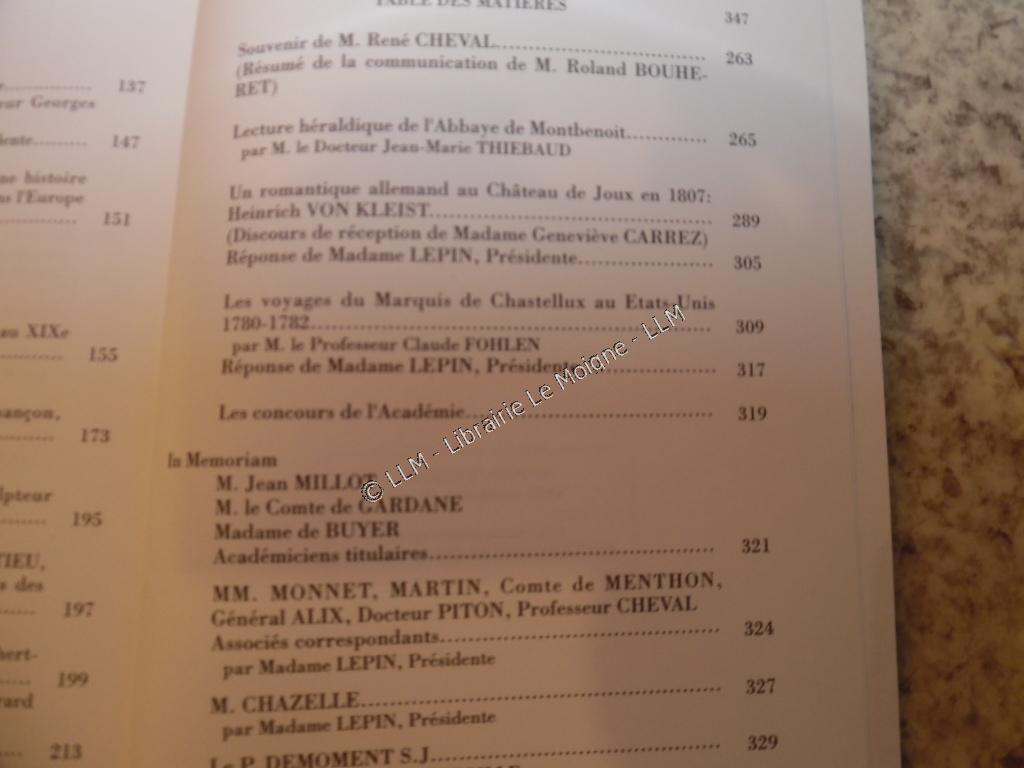 137
eur Georges
147
ne histoire
ns l'Europe
151
au XIXe
155
ançon,
173
lpteur
195
TIEU,
s des
197
bert-
199
rard
213
TABLE DES MATIÈRES 347
Souvenir de M. René CHEVAL 263
(Résumé de la communication de M. Roland BOUHE-
RET)
Lecture héraldique de l'Abbaye de Montbenoit 265
par M. le Docteur Jean-Marie THIEBAUD
Un romantique allemand au Château de Joux en 1807:
Heinrich VON KLEIST 289
(Discours de réception de Madame Geneviève CARREZ)
Réponse de Madame LEPIN, Présidente 305
Les voyages du Marquis de Chastellux au Etats-Unis
1780-1782 309
par M. le Professeur Claude FOHLEN
Réponse de Madame LEPIN, Présidente 317
Les concours de l'Académie 319
In Memoriam
M. Jean MILLOT
M. le Comte de GARDANE
Madame de BUYER
Académiciens titulaires 321
MM. MONNET, MARTIN, Comte de MENTHON,
Général ALIX, Docteur PITON, Professeur CHEVAL
Associés correspondants 324
par Madame LEPIN, Présidente
M. CHAZELLE 327
par Madame LEPIN, Présidente
Le P. DEMOMENT S.J 329
© LLM - Librairie Le Moigne - LLM